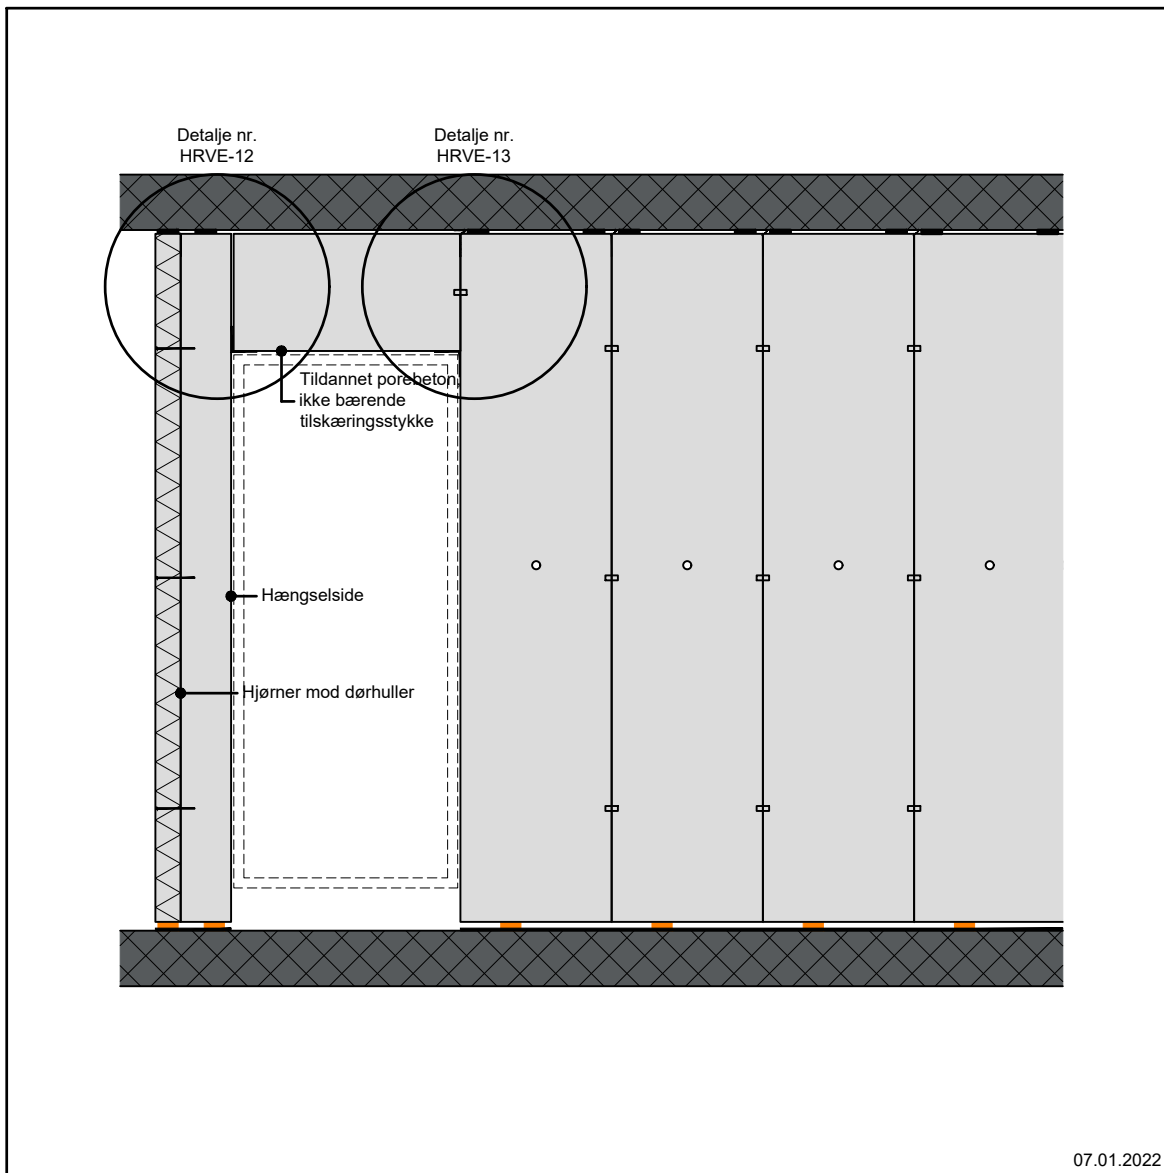 Detalje nr.
HRVE-12
Detalje nr.
HRVE-13
Tildannet porebeton,
ikke bærende
tilskæringsstykke
Hængselside
Hjørner mod dørhuller
07.01.2022